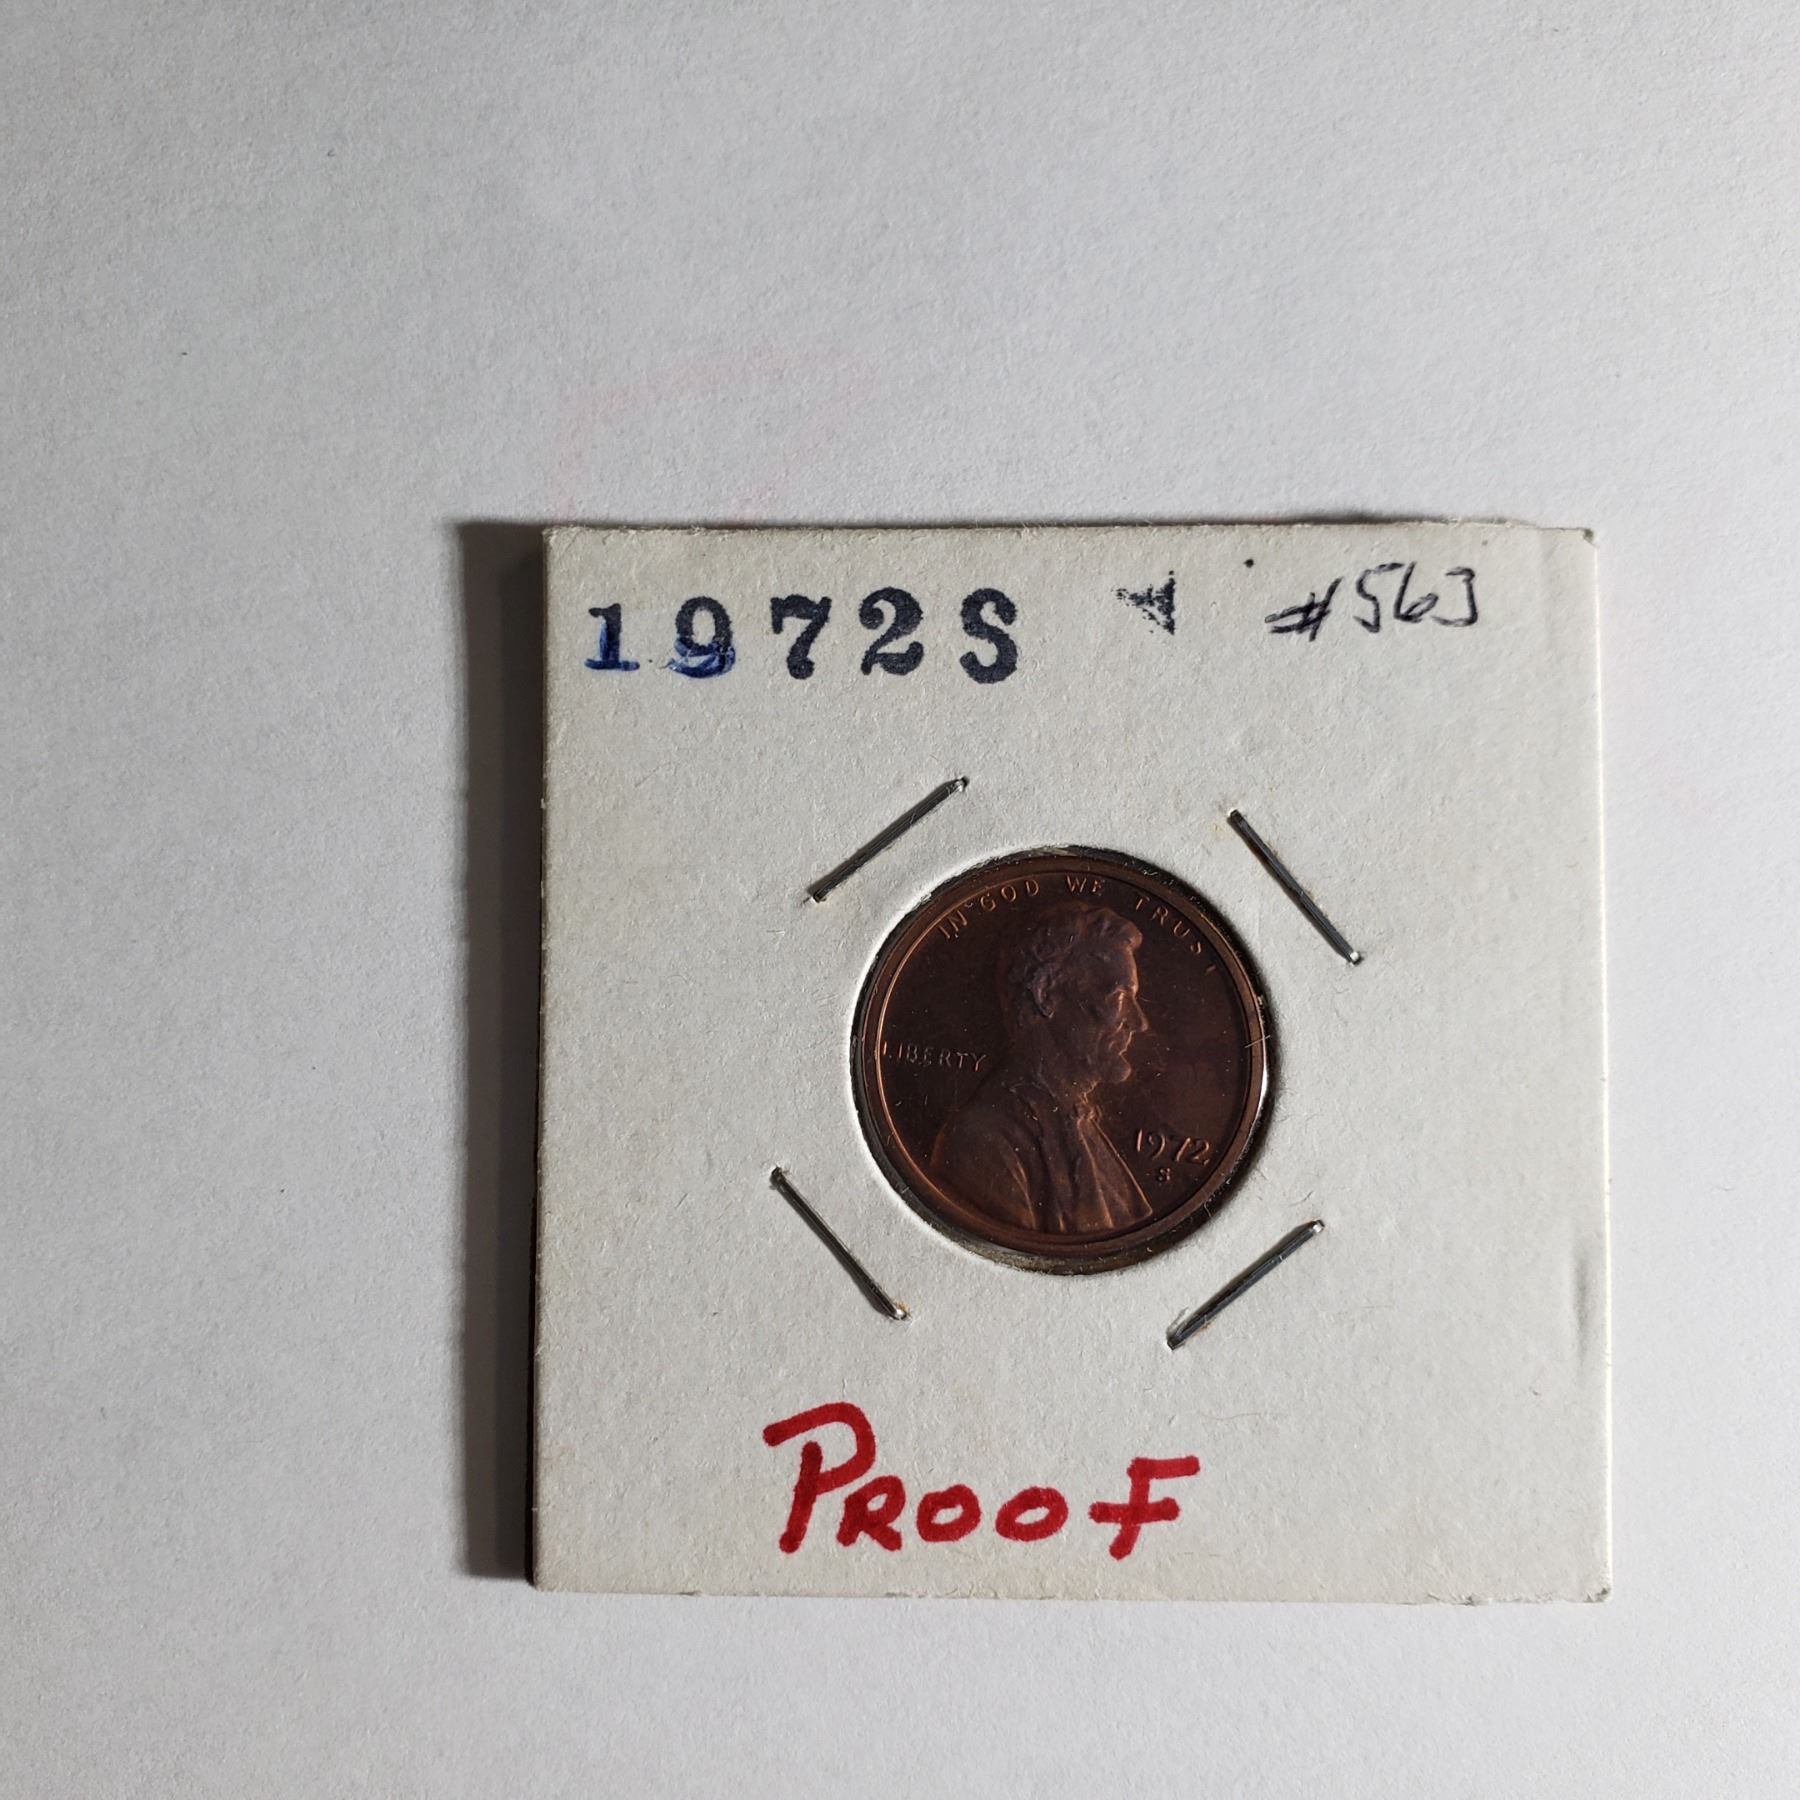 1972S #563
IN GOD WE TRUST
LIBERTY
1972
S
PROOF